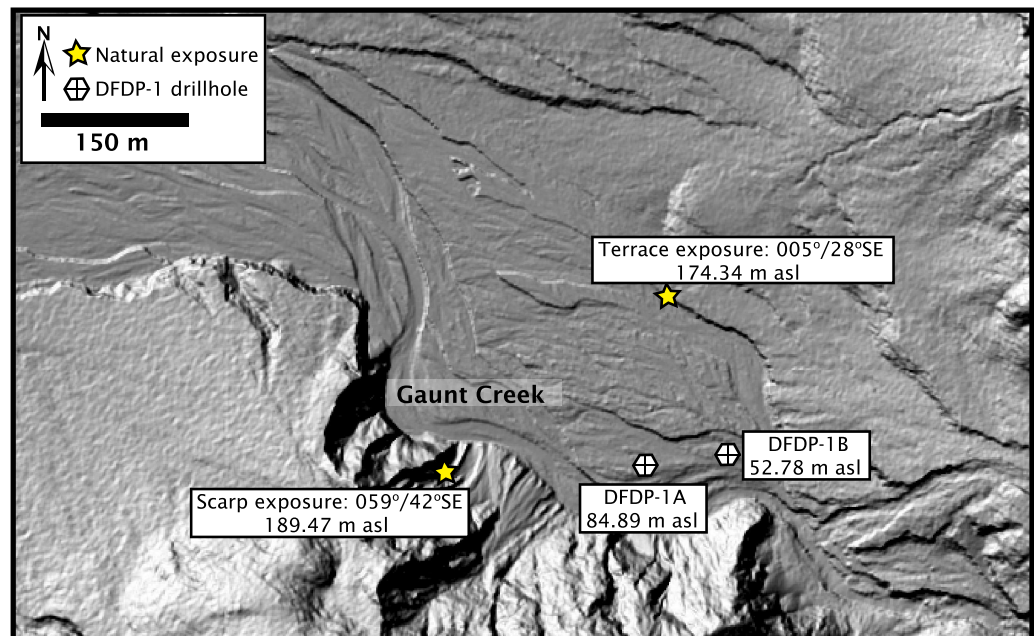 N
Natural exposure
DFDP-1 drillhole
150 m
Terrace exposure: 005º/28ºSE
174.34 m asl
Gaunt Creek
DFDP-1B
52.78 m asl
Scarp exposure: 059º/42ºSE
189.47 m asl
DFDP-1A
84.89 m asl